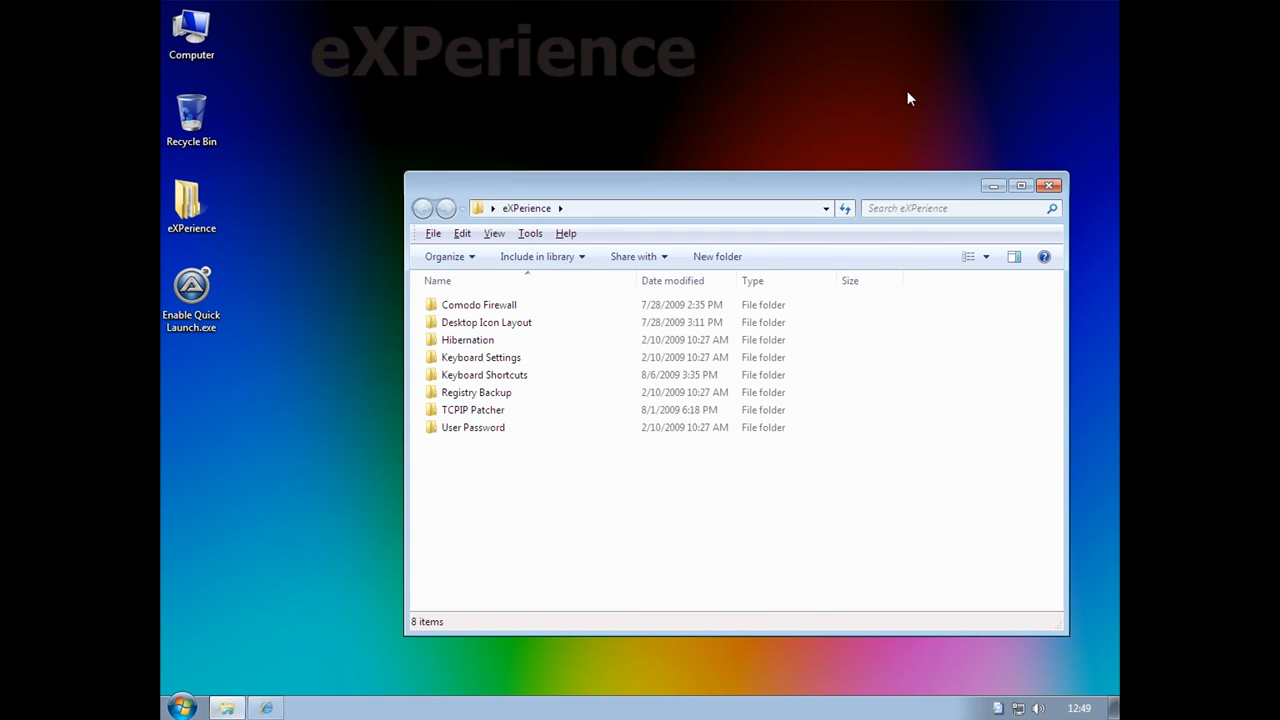 eXPerience
Computer
Recycle Bin
eXPerience
Enable Quick
Launch.exe
eXPerience
Search eXPerience
File Edit View Tools Help
Organize Include in library Share with New folder
Name Date modified Type Size
Comodo Firewall 7/28/2009 2:35 PM File folder
Desktop Icon Layout 7/28/2009 3:11 PM File folder
Hibernation 2/10/2009 10:27 AM File folder
Keyboard Settings 2/10/2009 10:27 AM File folder
Keyboard Shortcuts 8/6/2009 3:35 PM File folder
Registry Backup 2/10/2009 10:27 AM File folder
TCPIP Patcher 8/1/2009 6:18 PM File folder
User Password 2/10/2009 10:27 AM File folder
8 items
12:49